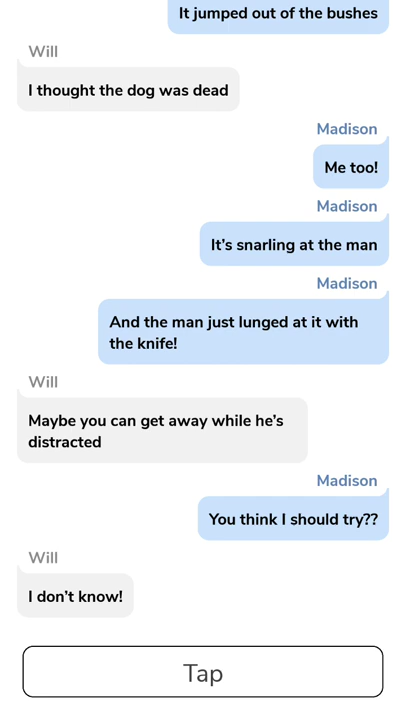 It jumped out of the bushes
Will
I thought the dog was dead
Madison
Me too!
Madison
It's snarling at the man
Madison
And the man just lunged at it with
the knife!
Will
Maybe you can get away while he's
distracted
Madison
You think I should try??
Will
I don't know!
Tap